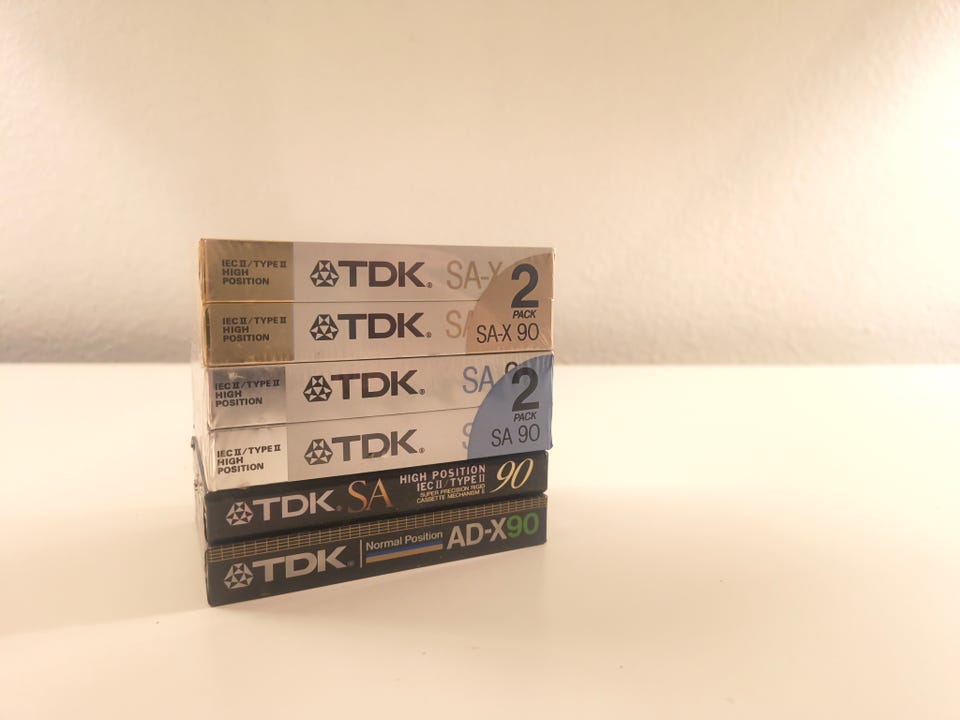 IEC II/TYPE II
HIGH
POSITION
TDK®
SA-X
2
PACK
SA-X 90
IEC II/TYPE II
HIGH
POSITION
TDK®
SA
IEC II/TYPE II
HIGH
POSITION
TDK®
SA
2
PACK
SA 90
IEC II/TYPE II
HIGH
POSITION
TDK®
TDK® SA
HIGH POSITION
IEC II/TYPE II
SUPER PRECISION RIGID
CASSETTE MECHANISM II
90
TDK®
Normal Position
AD-X90